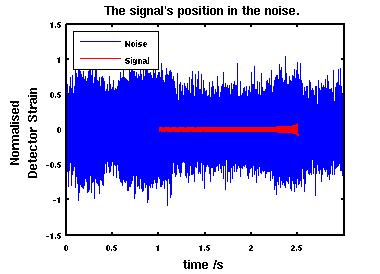 The signal's position in the noise.
1.5
Noise
Signal
1
0.5
0
-0.5
-1
-1.5
Normalised
Detector Strain
0 0.5 1 1.5 2 2.5
time /s